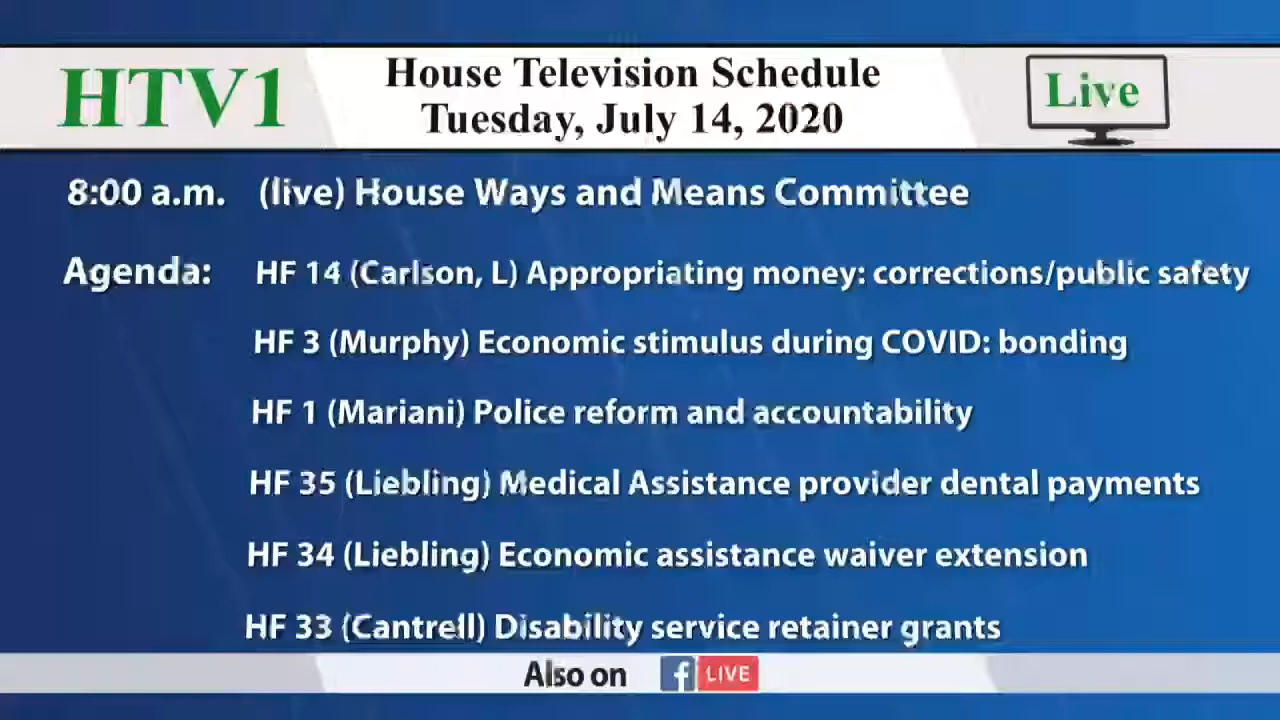 HTV1
House Television Schedule
Tuesday, July 14, 2020
Live
8:00 a.m. (live) House Ways and Means Committee
Agenda: HF 14 (Carlson, L) Appropriating money: corrections/public safety
HF 3 (Murphy) Economic stimulus during COVID: bonding
HF 1 (Mariani) Police reform and accountability
HF 35 (Liebling) Medical Assistance provider dental payments
HF 34 (Liebling) Economic assistance waiver extension
HF 33 (Cantrell) Disability service retainer grants
Also on f LIVE